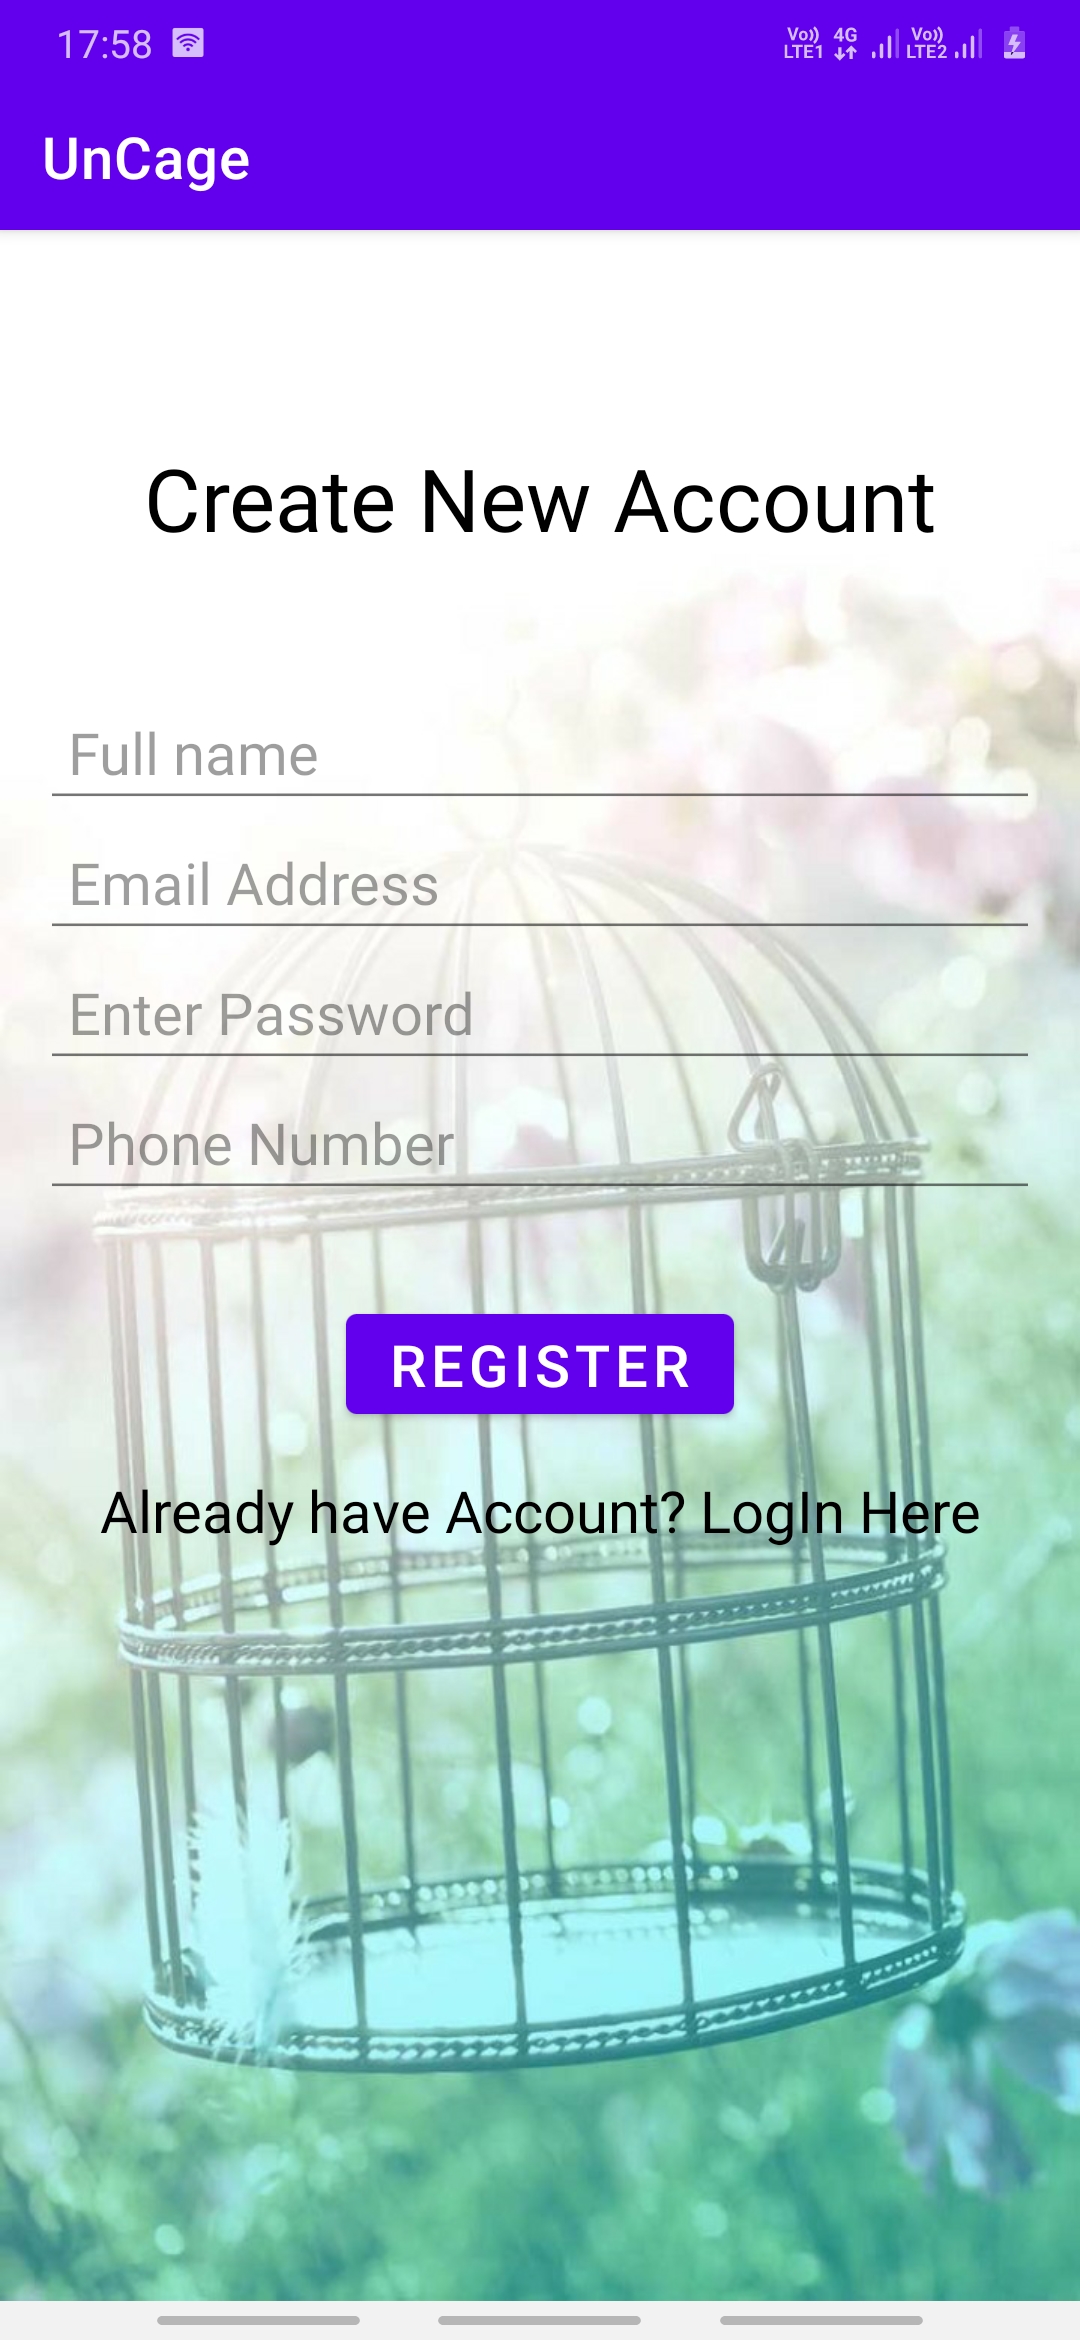 17:58 Vo)) LTE1 4G Vo)) LTE2
UnCage
Create New Account
Full name
Email Address
Enter Password
Phone Number
REGISTER
Already have Account? LogIn Here